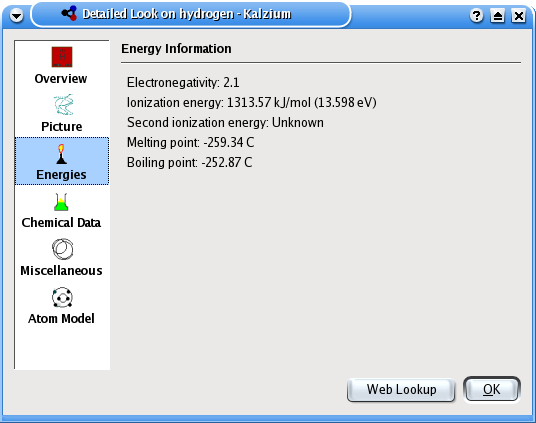 Detailed Look on hydrogen - Kalzium
Overview
Picture
Energies
Chemical Data
Miscellaneous
Atom Model
Energy Information
Electronegativity: 2.1
Ionization energy: 1313.57 kJ/mol (13.598 eV)
Second ionization energy: Unknown
Melting point: -259.34 C
Boiling point: -252.87 C
Web Lookup
OK